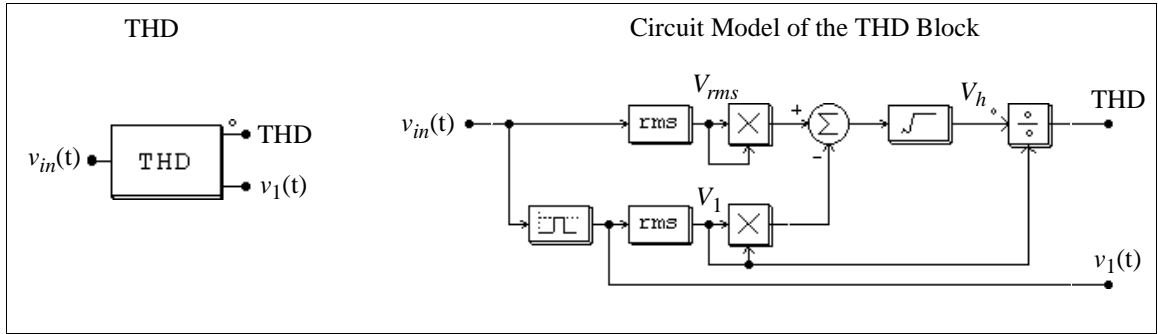 THD
Circuit Model of the THD Block
v_in(t)
THD
THD
v_1(t)
v_in(t)
rms
V_rms
+
Σ
-
V_h
THD
rms
V_1
v_1(t)